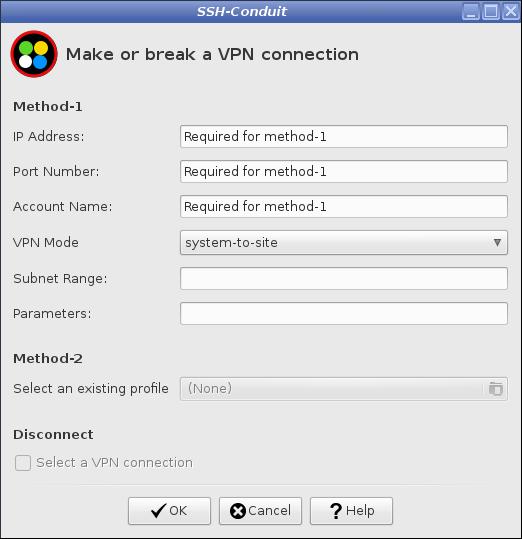 SSH-Conduit
Make or break a VPN connection
Method-1
IP Address: Required for method-1
Port Number: Required for method-1
Account Name: Required for method-1
VPN Mode system-to-site
Subnet Range:
Parameters:
Method-2
Select an existing profile (None)
Disconnect
Select a VPN connection
OK Cancel Help